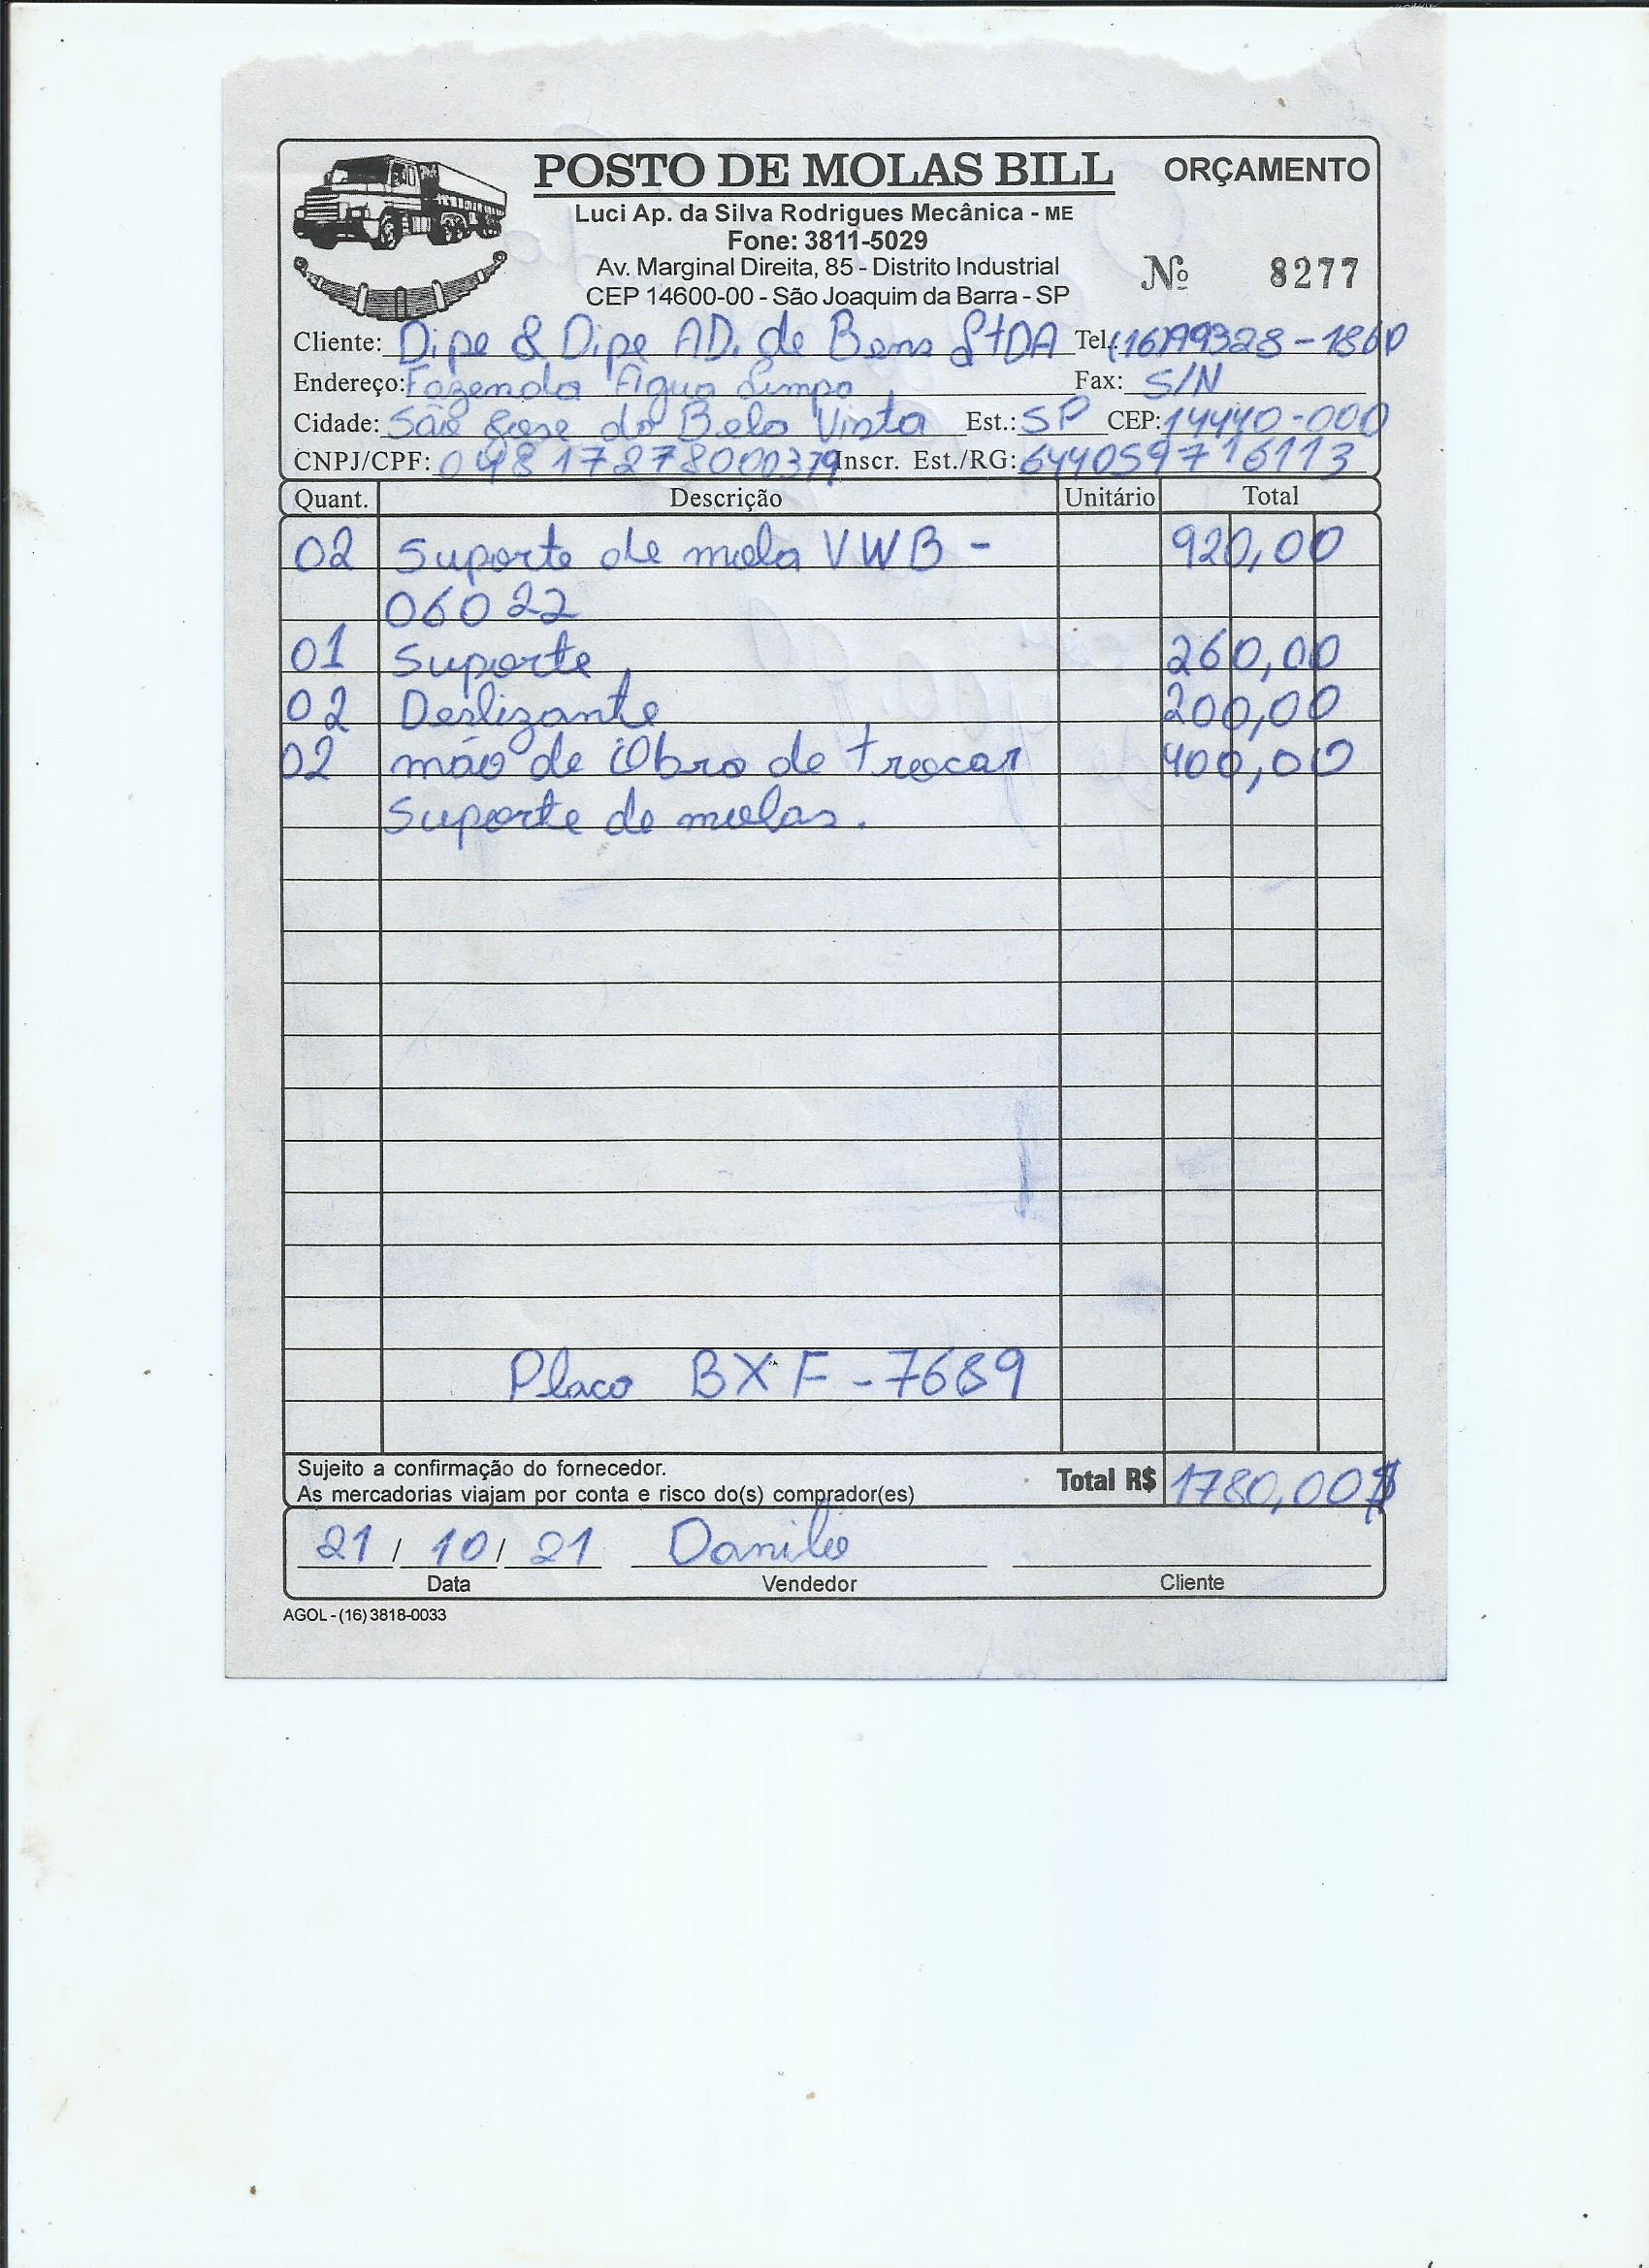 POSTO DE MOLAS BILL ORÇAMENTO
Luci Ap. da Silva Rodrigues Mecânica - ME
Fone: 3811-5029
Av. Marginal Direita, 85 - Distrito Industrial
CEP 14600-00 - São Joaquim da Barra - SP
Nº 8277
Cliente: Dipe & Dipe AD. de Bens LtDA Tel.: (16)99328-1860
Endereço: Fazenda Agua Limpa Fax: S/N
Cidade: São Jose da Bela Vista Est.: SP CEP: 14440-000
CNPJ/CPF: 04817278000379 Inscr. Est./RG: 644059716113
Quant. Descrição Unitário Total
02 Suporte de mola VWB - 920,00
06022
01 Suporte 260,00
02 Deslizante 200,00
02 mão de Obra de trocar 400,00
Suporte de molas.
Placa BXF-7689
Sujeito a confirmação do fornecedor.
As mercadorias viajam por conta e risco do(s) comprador(es)
Total R$ 1780,00
21 / 10 / 21 Danilo
Data Vendedor Cliente
AGOL - (16) 3818-0033